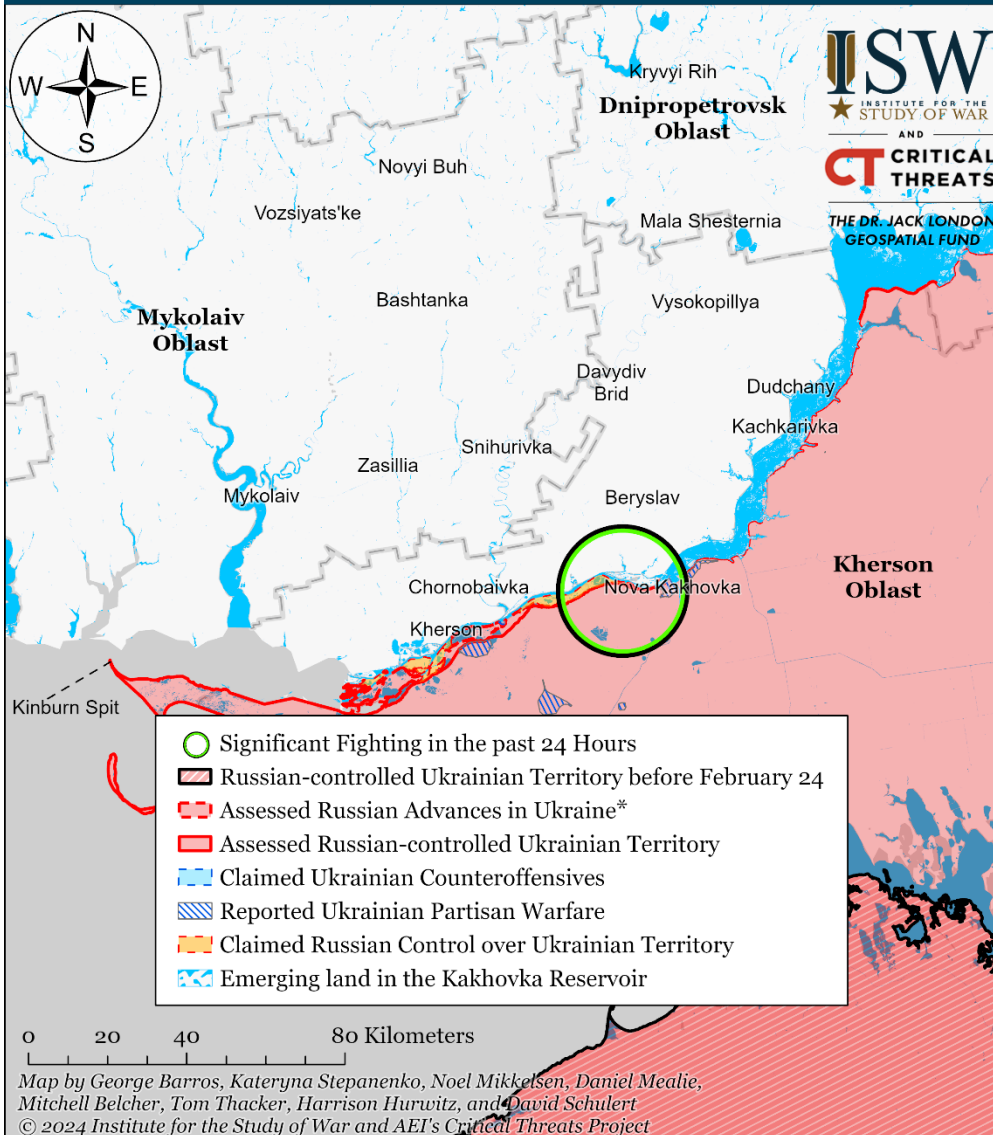 N
W
E
S
ISW
INSTITUTE FOR THE
STUDY OF WAR
AND
CT CRITICAL
THREATS
THE DR. JACK LONDON
GEOSPATIAL FUND
Kryvyi Rih
Dnipropetrovsk
Oblast
Novyi Buh
Vozsiyats'ke
Mala Shesternia
Bashtanka
Vysokopillya
Mykolaiv
Oblast
Davydiv
Brid
Dudchany
Kachkarivka
Snihurivka
Zasillia
Mykolaiv
Beryslav
Chornobaivka
Nova Kakhovka
Kherson
Oblast
Kherson
Kinburn Spit
Significant Fighting in the past 24 Hours
Russian-controlled Ukrainian Territory before February 24
Assessed Russian Advances in Ukraine*
Assessed Russian-controlled Ukrainian Territory
Claimed Ukrainian Counteroffensives
Reported Ukrainian Partisan Warfare
Claimed Russian Control over Ukrainian Territory
Emerging land in the Kakhovka Reservoir
0 20 40 80 Kilometers
Map by George Barros, Kateryna Stepanenko, Noel Mikkelsen, Daniel Mealie,
Mitchell Belcher, Tom Thacker, Harrison Hurwitz, and David Schulert
© 2024 Institute for the Study of War and AEI's Critical Threats Project